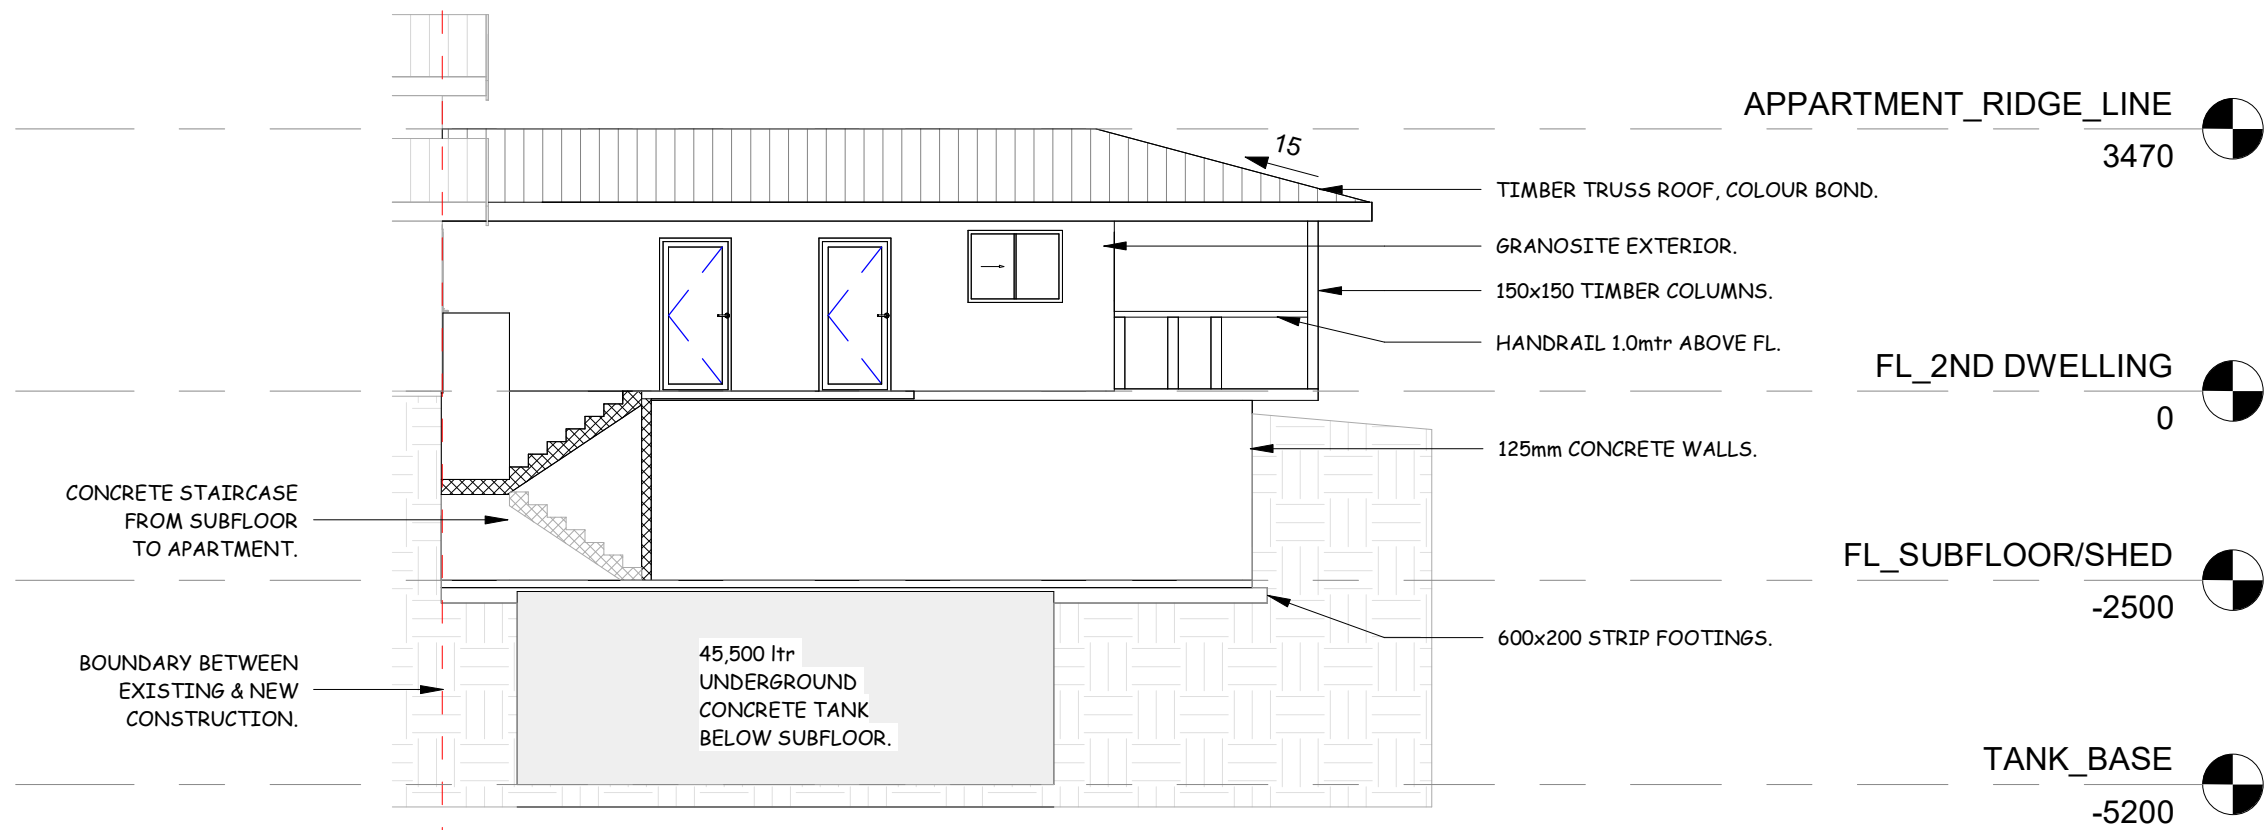 APPARTMENT_RIDGE_LINE
3470
15
TIMBER TRUSS ROOF, COLOUR BOND.
GRANOSITE EXTERIOR.
150x150 TIMBER COLUMNS.
HANDRAIL 1.0mtr ABOVE FL.
FL_2ND DWELLING
0
125mm CONCRETE WALLS.
CONCRETE STAIRCASE
FROM SUBFLOOR
TO APARTMENT.
FL_SUBFLOOR/SHED
-2500
600x200 STRIP FOOTINGS.
BOUNDARY BETWEEN
EXISTING & NEW
CONSTRUCTION.
45,500 ltr
UNDERGROUND
CONCRETE TANK
BELOW SUBFLOOR.
TANK_BASE
-5200